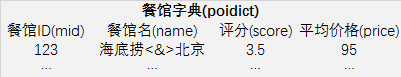 餐馆字典(poidict)
餐馆ID(mid) 餐馆名(name) 评分(score) 平均价格(price)
123 海底捞<&>北京 3.5 95
... ... ... ...